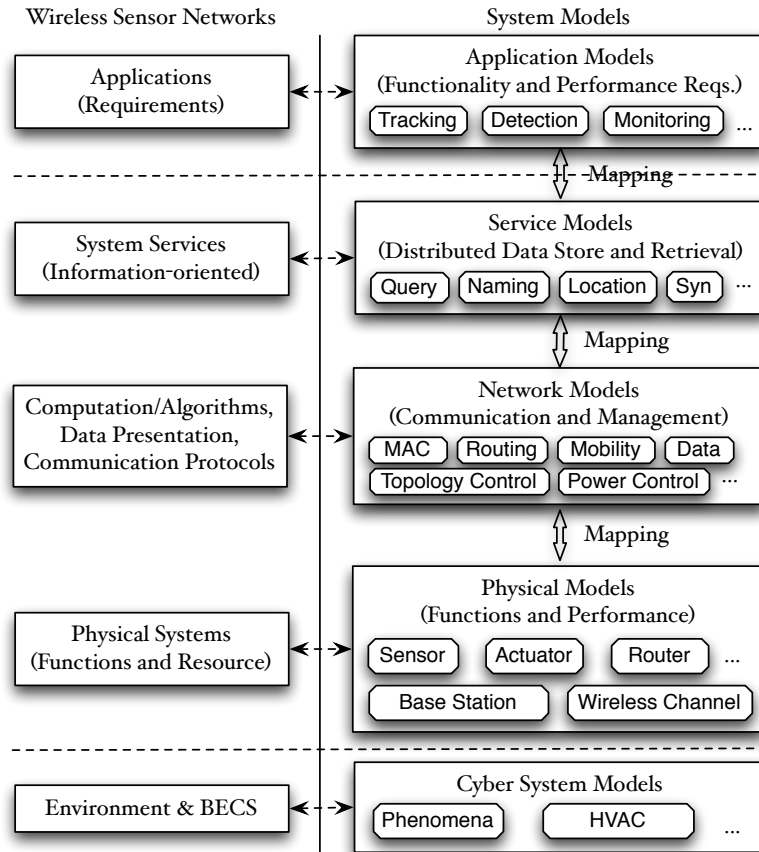 Wireless Sensor Networks
System Models
Applications
(Requirements)
Application Models
(Functionality and Performance Reqs.)
Tracking Detection Monitoring ...
Mapping
System Services
(Information-oriented)
Service Models
(Distributed Data Store and Retrieval)
Query Naming Location Syn ...
Mapping
Computation/Algorithms,
Data Presentation,
Communication Protocols
Network Models
(Communication and Management)
MAC Routing Mobility Data
Topology Control Power Control ...
Mapping
Physical Systems
(Functions and Resource)
Physical Models
(Functions and Performance)
Sensor Actuator Router ...
Base Station Wireless Channel
Environment & BECS
Cyber System Models
Phenomena HVAC ...